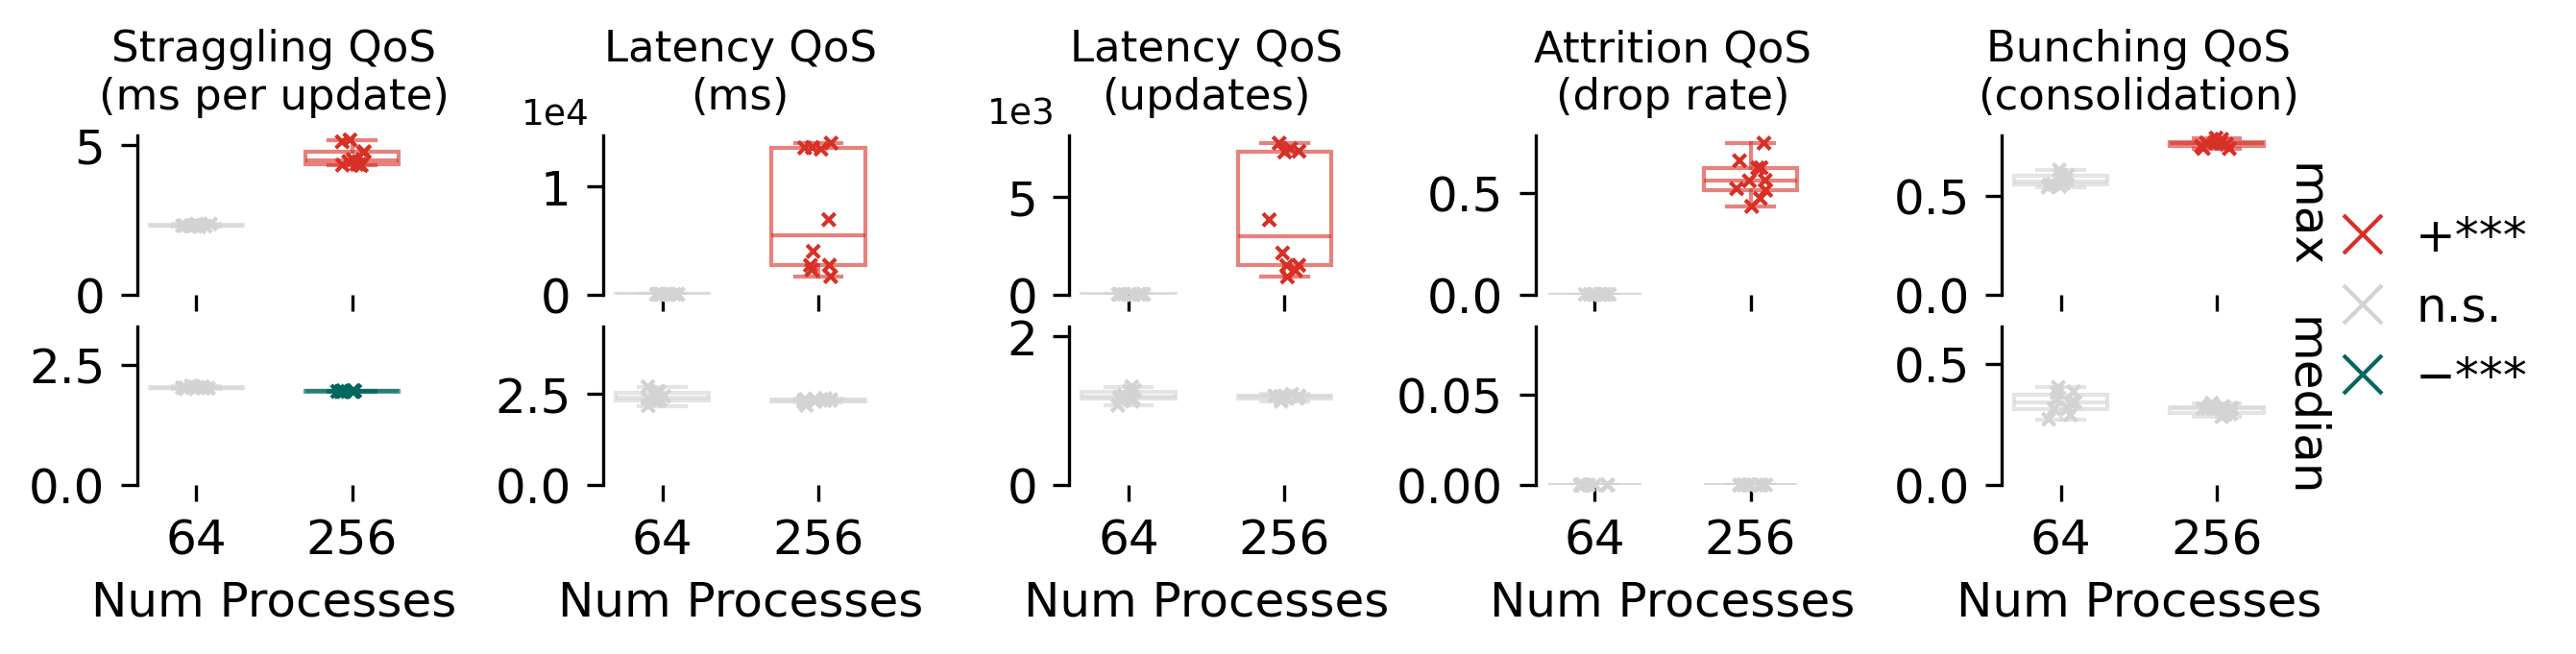 Straggling QoS
(ms per update)
Latency QoS
(ms)
Latency QoS
(updates)
Attrition QoS
(drop rate)
Bunching QoS
(consolidation)
5
0
1e4
1
0
1e3
5
0
0.5
0.0
0.5
0.0
max
2.5
0.0
2.5
0.0
2
0
0.05
0.00
0.5
0.0
median
+***
n.s.
−***
64 256
64 256
64 256
64 256
64 256
Num Processes
Num Processes
Num Processes
Num Processes
Num Processes